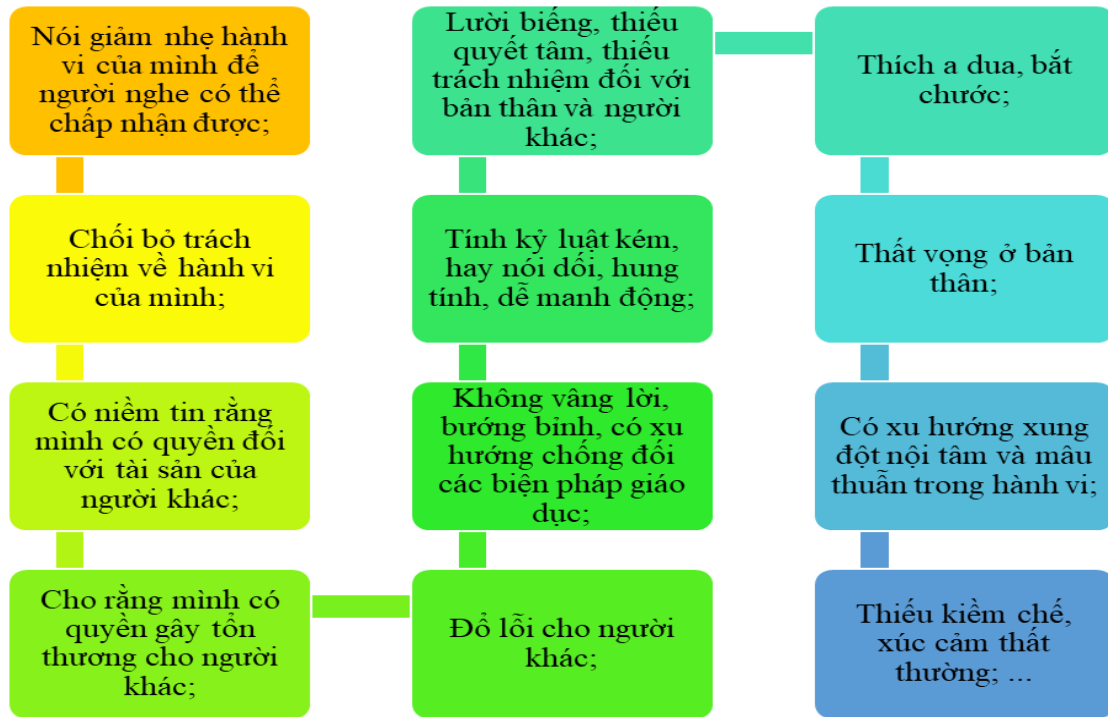 Nói giảm nhẹ hành
vi của mình để
người nghe có thể
chấp nhận được;
Chối bỏ trách
nhiệm về hành vi
của mình;
Có niềm tin rằng
mình có quyền đối
với tài sản của
người khác;
Cho rằng mình có
quyền gây tổn
thương cho người
khác;
Đổ lỗi cho người
khác;
Không vâng lời,
bướng bỉnh, có xu
hướng chống đối
các biện pháp giáo
dục;
Tính kỷ luật kém,
hay nói dối, hung
tính, dễ manh động;
Lười biếng, thiếu
quyết tâm, thiếu
trách nhiệm đối với
bản thân và người
khác;
Thích a dua, bắt
chước;
Thất vọng ở bản
thân;
Có xu hướng xung
đột nội tâm và mâu
thuẫn trong hành vi;
Thiếu kiềm chế,
xúc cảm thất
thường; ...